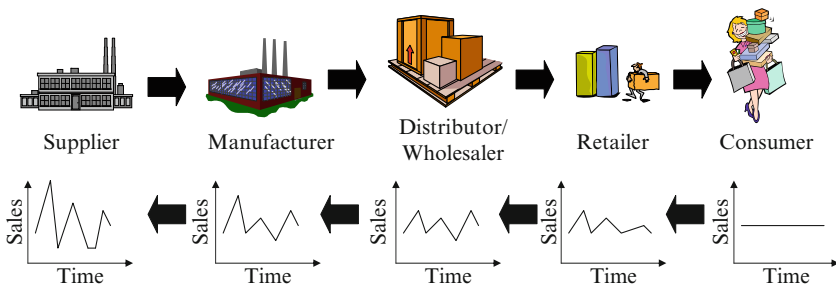 Supplier
Manufacturer
Distributor/
Wholesaler
Retailer
Consumer
Sales
Time
Sales
Time
Sales
Time
Sales
Time
Sales
Time